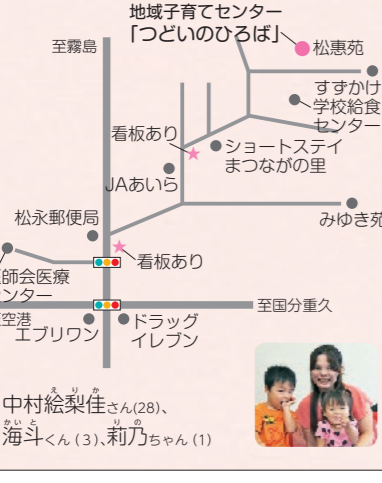 地域子育てセンター
「つどいのひろば」
松恵苑
至霧島
すずかけ
学校給食
センター
看板あり
ショートステイ
まつながの里
JAあいら
松永郵便局
みゆき苑
看板あり
師会医療
ンター
空港
至国分重久
エブリワン
ドラッグ
イレブン
中村絵梨佳さん(28)、
海斗くん(3)、莉乃ちゃん(1)